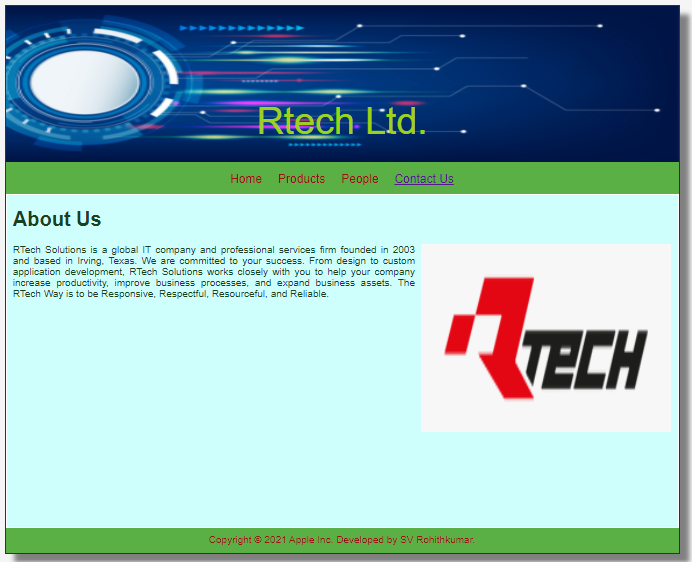 Rtech Ltd.
Home Products People Contact Us
About Us
RTech Solutions is a global IT company and professional services firm founded in 2003
and based in Irving, Texas. We are committed to your success. From design to custom
application development, RTech Solutions works closely with you to help your company
increase productivity, improve business processes, and expand business assets. The
RTech Way is to be Responsive, Respectful, Resourceful, and Reliable.
RTECH
Copyright © 2021 Apple Inc. Developed by SV Rohithkumar.